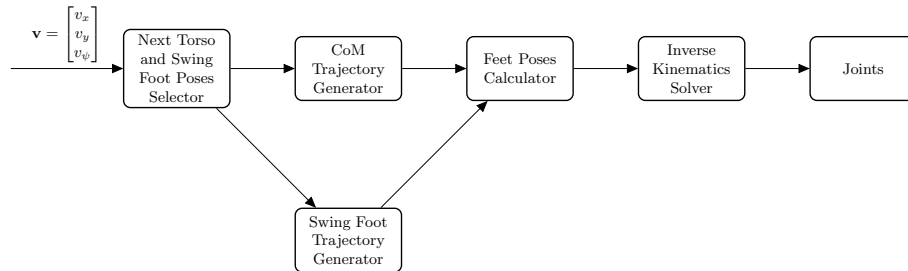 v = [v_x
v_y
v_ψ]
Next Torso
and Swing
Foot Poses
Selector
CoM
Trajectory
Generator
Feet Poses
Calculator
Inverse
Kinematics
Solver
Joints
Swing Foot
Trajectory
Generator